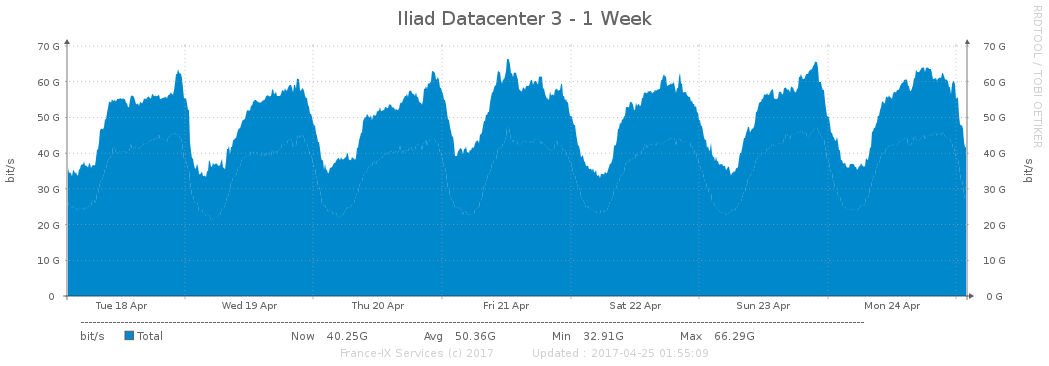 Iliad Datacenter 3 - 1 Week
RRDTOOL / TOBI OETIKER
bit/s
70 G
60 G
50 G
40 G
30 G
20 G
10 G
0
70 G
60 G
50 G
40 G
30 G
20 G
10 G
0 G
bit/s
Tue 18 Apr Wed 19 Apr Thu 20 Apr Fri 21 Apr Sat 22 Apr Sun 23 Apr Mon 24 Apr
bit/s Total Now 40.25G Avg 50.36G Min 32.91G Max 66.29G
France-IX Services (c) 2017 Updated : 2017-04-25 01:55:09